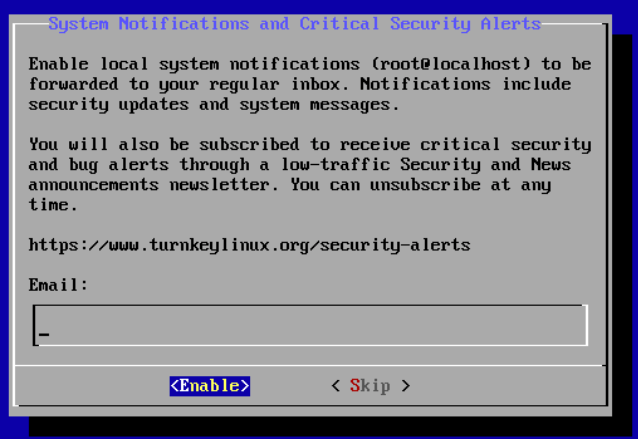 System Notifications and Critical Security Alerts
Enable local system notifications (root@localhost) to be
forwarded to your regular inbox. Notifications include
security updates and system messages.
You will also be subscribed to receive critical security
and bug alerts through a low-traffic Security and News
announcements newsletter. You can unsubscribe at any
time.
https://www.turnkeylinux.org/security-alerts
Email:
<Enable> < Skip >